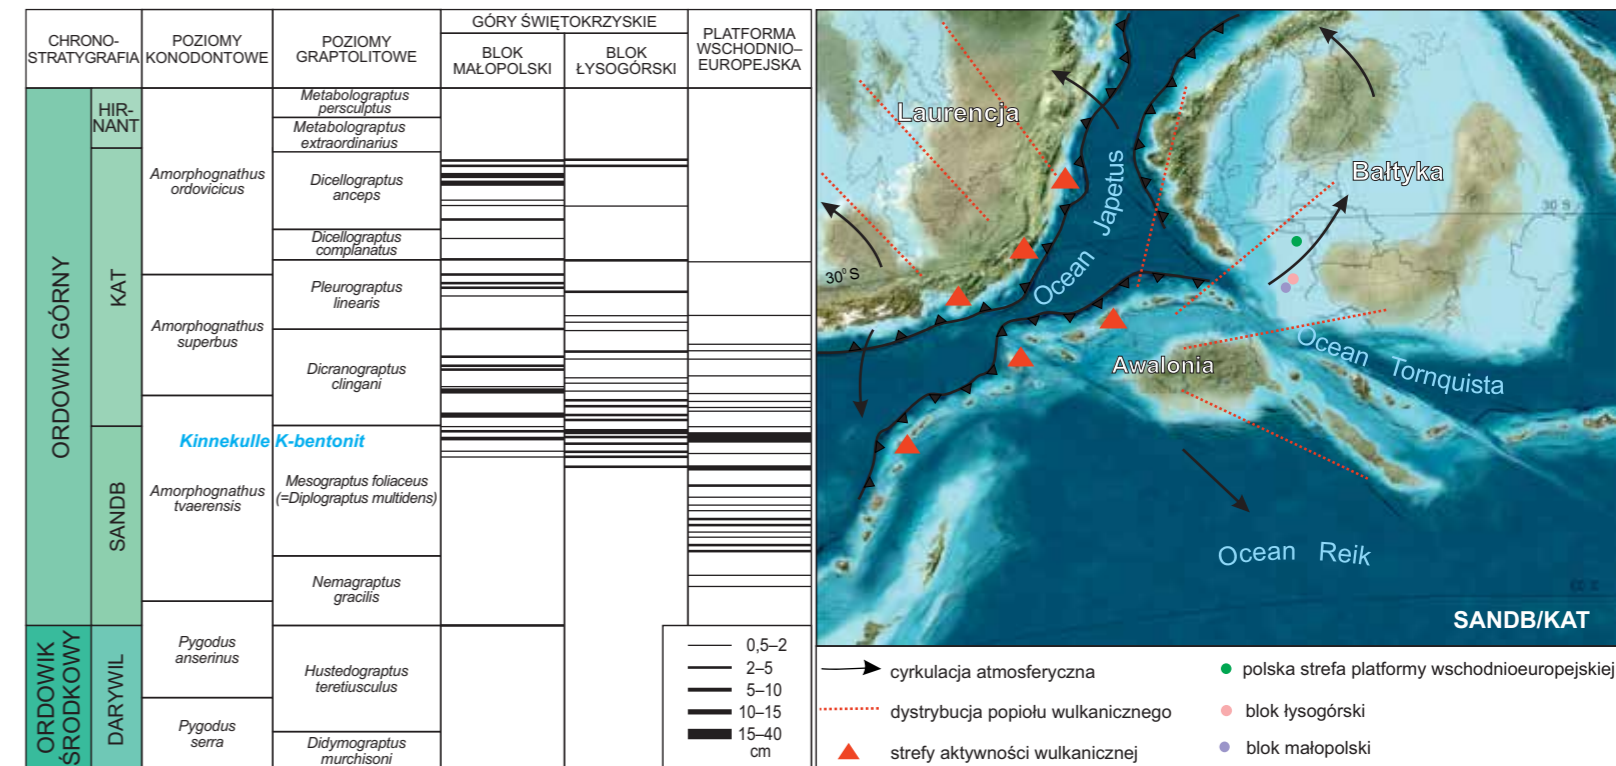 CHRONO-
STRATYGRAFIA
POZIOMY
KONODONTOWE
POZIOMY
GRAPTOLITOWE
GÓRY ŚWIĘTOKRZYSKIE
BLOK
MAŁOPOLSKI
BLOK
ŁYSOGÓRSKI
PLATFORMA
WSCHODNIO–
EUROPEJSKA
ORDOWIK GÓRNY
HIR-
NANT
KAT
SANDB
ORDOWIK
ŚRODKOWY
DARYWIL
Amorphognathus
ordovicicus
Amorphognathus
superbus
Kinnekulle K-bentonit
Amorphognathus
tvaerensis
Pygodus
anserinus
Pygodus
serra
Metabolograptus
persculptus
Metabolograptus
extraordinarius
Dicellograptus
anceps
Dicellograptus
complanatus
Pleurograptus
linearis
Dicranograptus
clingani
Mesograptus foliaceus
(=Diplograptus multidens)
Nemagraptus
gracilis
Hustedograptus
teretiusculus
Didymograptus
murchisoni
0,5–2
2–5
5–10
10–15
15–40
cm
Laurencja
Bałtyka
Ocean Japetus
30° S
30 S
Awalonia
Ocean Tornquista
Ocean Reik
SANDB/KAT
cyrkulacja atmosferyczna
dystrybucja popiołu wulkanicznego
strefy aktywności wulkanicznej
polska strefa platformy wschodnioeuropejskiej
blok łysogórski
blok małopolski